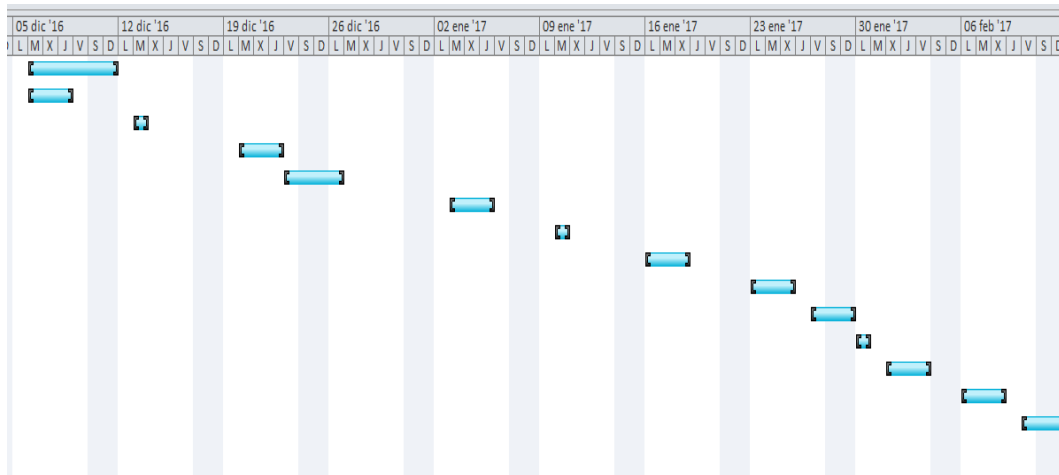 05 dic '16 12 dic '16 19 dic '16 26 dic '16 02 ene '17 09 ene '17 16 ene '17 23 ene '17 30 ene '17 06 feb '17
L M X J V S D L M X J V S D L M X J V S D L M X J V S D L M X J V S D L M X J V S D L M X J V S D L M X J V S D L M X J V S D L M X J V S D